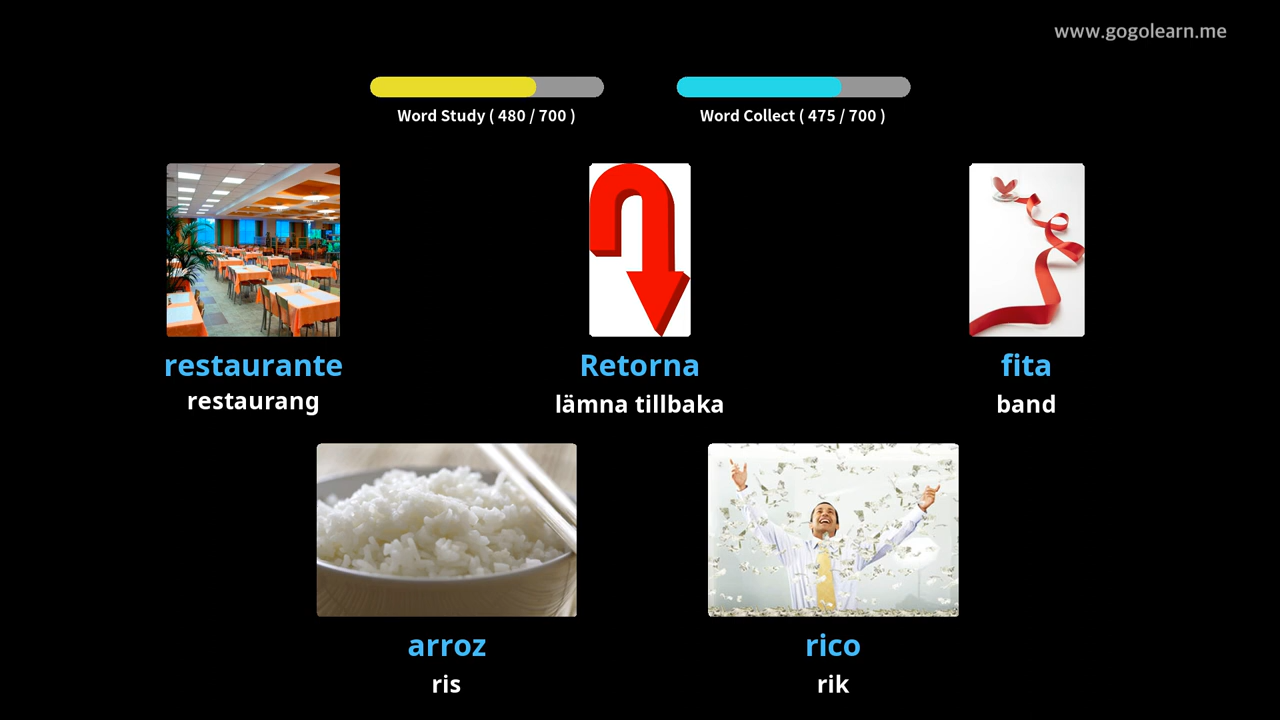 www.gogolearn.me
Word Study ( 480 / 700 )
Word Collect ( 475 / 700 )
restaurante
restaurang
Retorna
lämna tillbaka
fita
band
arroz
ris
rico
rik